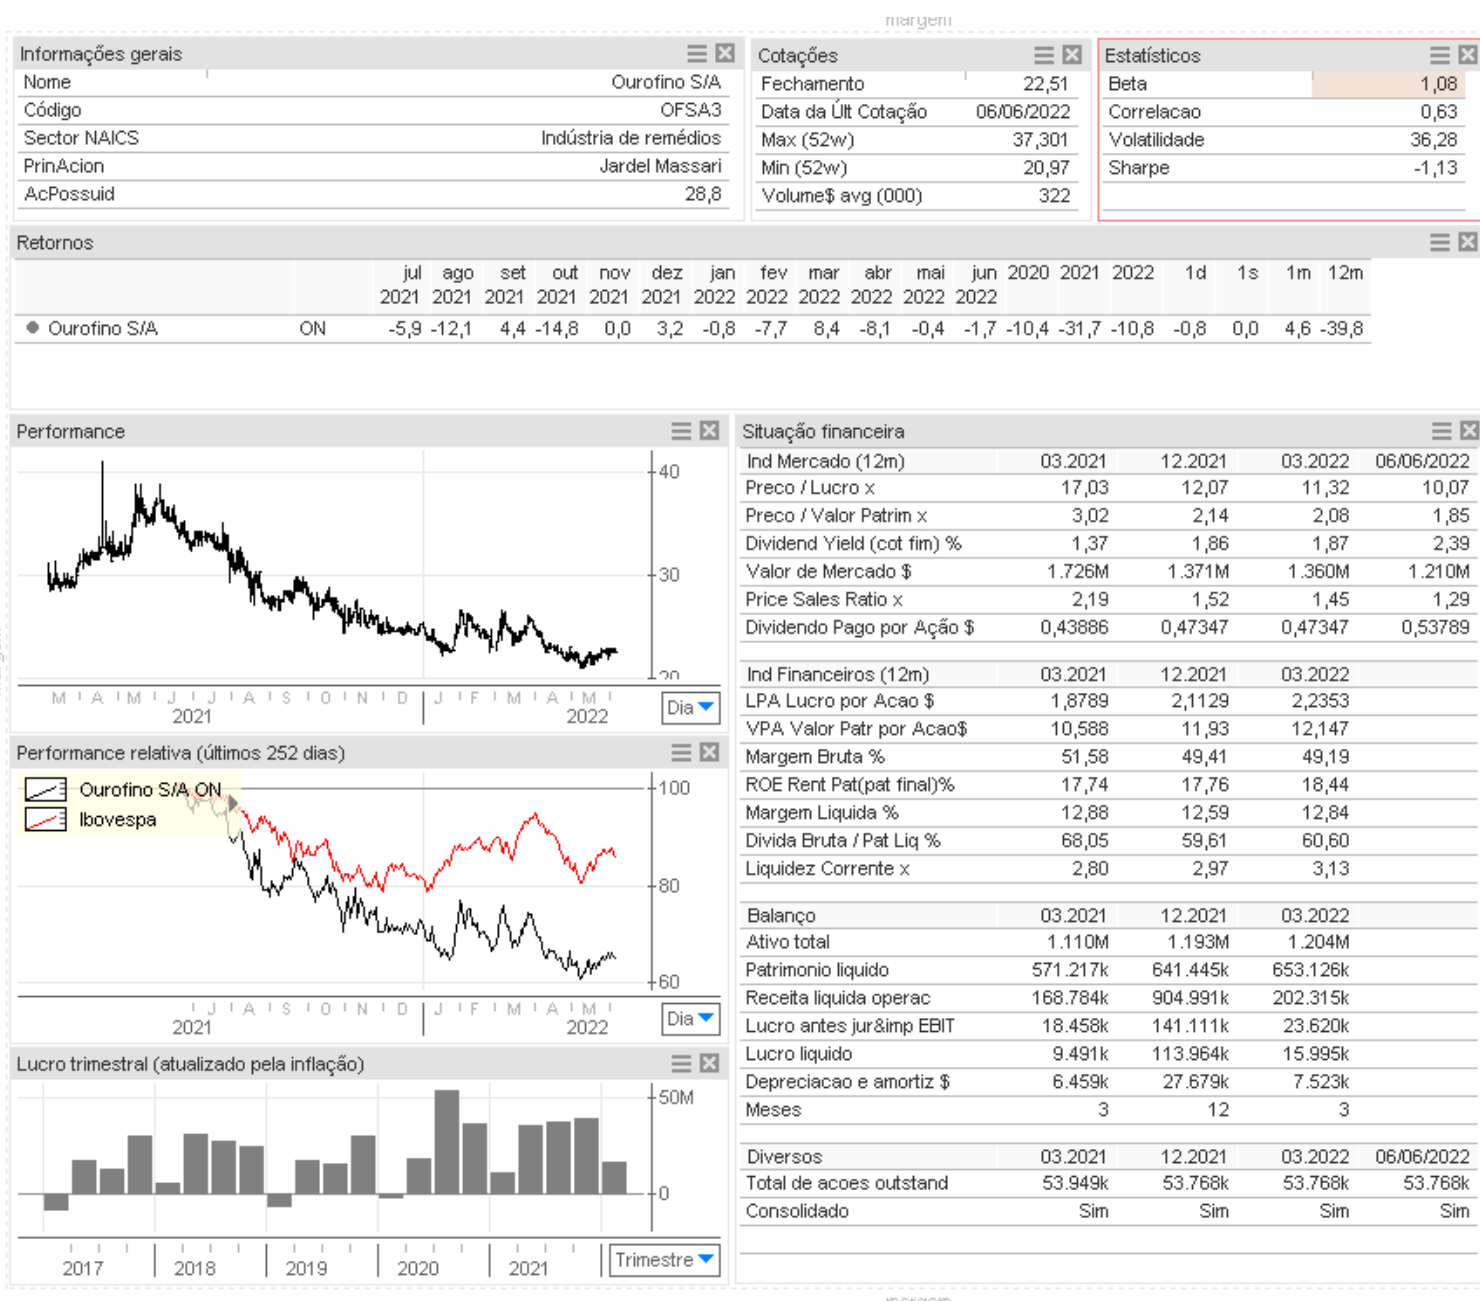 margem
Informações gerais
Nome Ourofino S/A
Código OFSA3
Sector NAICS Indústria de remédios
PrinAcion Jardel Massari
AcPossuid 28,8
Cotações
Fechamento 22,51
Data da Últ Cotação 06/06/2022
Max (52w) 37,301
Min (52w) 20,97
Volume$ avg (000) 322
Estatísticos
Beta 1,08
Correlacao 0,63
Volatilidade 36,28
Sharpe -1,13
Retornos
jul ago set out nov dez jan fev mar abr mai jun 2020 2021 2022 1d 1s 1m 12m
2021 2021 2021 2021 2021 2021 2022 2022 2022 2022 2022 2022
Ourofino S/A ON -5,9 -12,1 4,4 -14,8 0,0 3,2 -0,8 -7,7 8,4 -8,1 -0,4 -1,7 -10,4 -31,7 -10,8 -0,8 0,0 4,6 -39,8
Performance
40
30
20
M A M J J A S O N D J F M A M
2021 2022
Dia
Performance relativa (últimos 252 dias)
Ourofino S/A ON
Ibovespa
100
80
60
J A S O N D J F M A M
2021 2022
Dia
Lucro trimestral (atualizado pela inflação)
50M
0
2017 2018 2019 2020 2021
Trimestre
Situação financeira
Ind Mercado (12m) 03.2021 12.2021 03.2022 06/06/2022
Preco / Lucro x 17,03 12,07 11,32 10,07
Preco / Valor Patrim x 3,02 2,14 2,08 1,85
Dividend Yield (cot fim) % 1,37 1,86 1,87 2,39
Valor de Mercado $ 1.726M 1.371M 1.360M 1.210M
Price Sales Ratio x 2,19 1,52 1,45 1,29
Dividendo Pago por Ação $ 0,43886 0,47347 0,47347 0,53789
Ind Financeiros (12m) 03.2021 12.2021 03.2022
LPA Lucro por Acao $ 1,8789 2,1129 2,2353
VPA Valor Patr por Acao$ 10,588 11,93 12,147
Margem Bruta % 51,58 49,41 49,19
ROE Rent Pat(pat final)% 17,74 17,76 18,44
Margem Liquida % 12,88 12,59 12,84
Divida Bruta / Pat Liq % 68,05 59,61 60,60
Liquidez Corrente x 2,80 2,97 3,13
Balanço 03.2021 12.2021 03.2022
Ativo total 1.110M 1.193M 1.204M
Patrimonio liquido 571.217k 641.445k 653.126k
Receita liquida operac 168.784k 904.991k 202.315k
Lucro antes jur&imp EBIT 18.458k 141.111k 23.620k
Lucro liquido 9.491k 113.964k 15.995k
Depreciacao e amortiz $ 6.459k 27.679k 7.523k
Meses 3 12 3
Diversos 03.2021 12.2021 03.2022 06/06/2022
Total de acoes outstand 53.949k 53.768k 53.768k 53.768k
Consolidado Sim Sim Sim Sim
margem